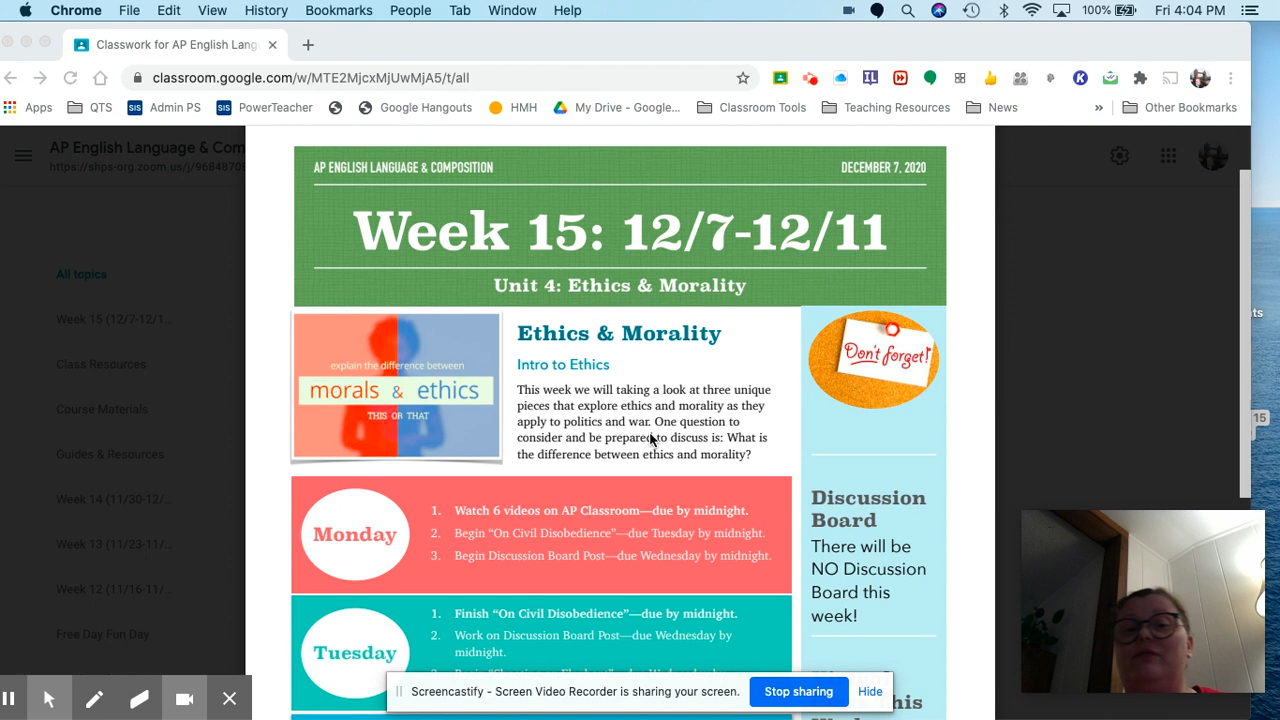 Chrome File Edit View History Bookmarks People Tab Window Help 100% Fri 4:04 PM
Classwork for AP English Lang
classroom.google.com/w/MTE2MjcxMjUwMjA5/t/all
Apps QTS SIS Admin PS SIS PowerTeacher Google Hangouts HMH My Drive - Google... Classroom Tools Teaching Resources News » Other Bookmarks
AP English Language & Com
https://shps-org.zoom.us/j/9684870
All topics
Week 15 (12/7-12/1...
Class Resources
Course Materials
Guides & Resources
Week 14 (11/30-12/...
Week 13 (11/23-11/...
Week 12 (11/16-11/...
Free Day Fun Day
AP ENGLISH LANGUAGE & COMPOSITION
DECEMBER 7, 2020
Week 15: 12/7-12/11
Unit 4: Ethics & Morality
explain the difference between
morals & ethics
THIS OR THAT
Ethics & Morality
Intro to Ethics
This week we will taking a look at three unique
pieces that explore ethics and morality as they
apply to politics and war. One question to
consider and be prepared to discuss is: What is
the difference between ethics and morality?
Don't forget!
Discussion
Board
There will be
NO Discussion
Board this
week!
Monday
1. Watch 6 videos on AP Classroom—due by midnight.
2. Begin “On Civil Disobedience”—due Tuesday by midnight.
3. Begin Discussion Board Post—due Wednesday by midnight.
Tuesday
1. Finish “On Civil Disobedience”—due by midnight.
2. Work on Discussion Board Post—due Wednesday by
midnight.
Screencastify - Screen Video Recorder is sharing your screen. Stop sharing Hide
15